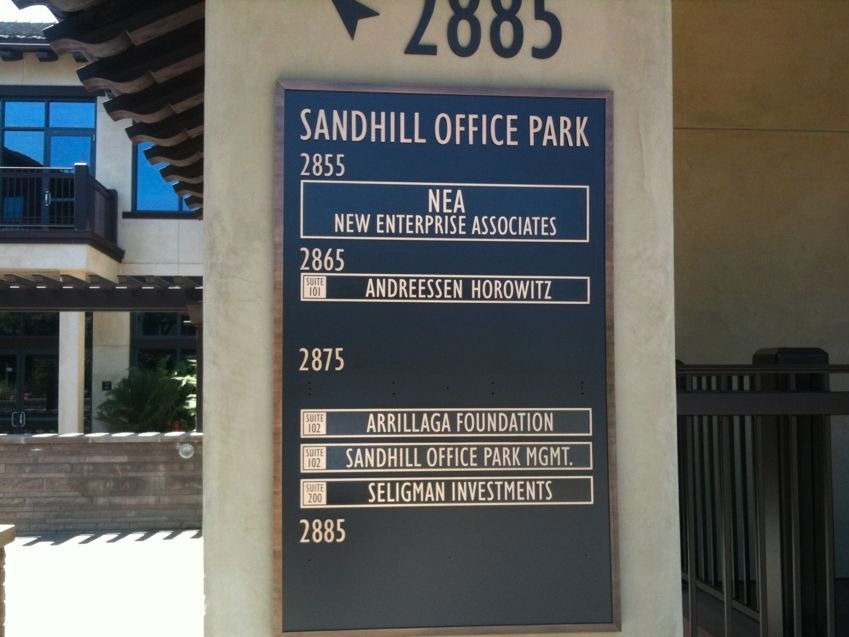 2885
SANDHILL OFFICE PARK
2855
NEA
NEW ENTERPRISE ASSOCIATES
2865
SUITE 101 ANDREESSEN HOROWITZ
2875
SUITE 102 ARRILLAGA FOUNDATION
SUITE 102 SANDHILL OFFICE PARK MGMT.
SUITE 200 SELIGMAN INVESTMENTS
2885